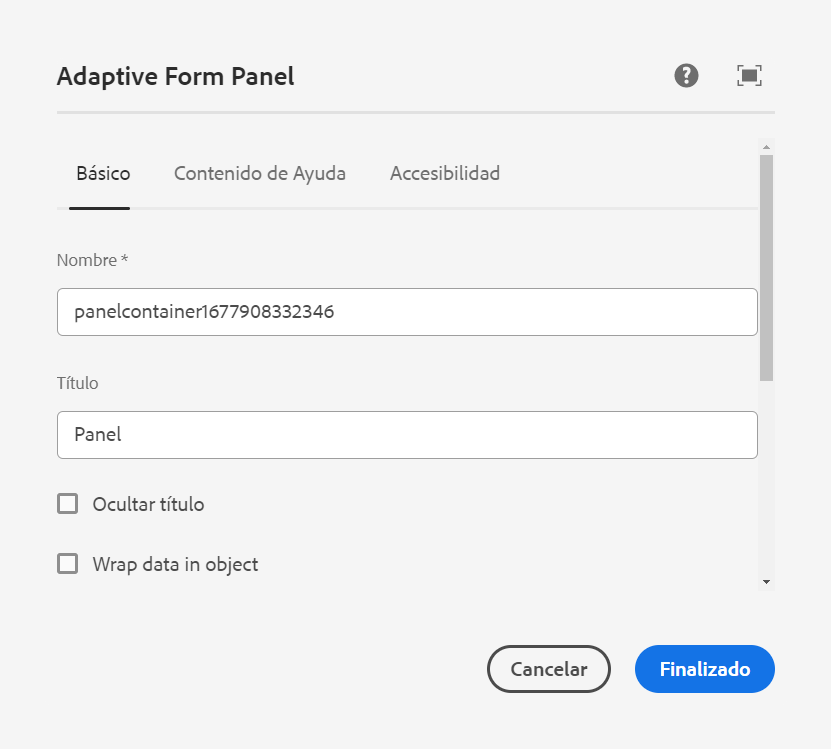 Adaptive Form Panel
Básico Contenido de Ayuda Accesibilidad
Nombre *
panelcontainer1677908332346
Título
Panel
Ocultar título
Wrap data in object
Cancelar Finalizado